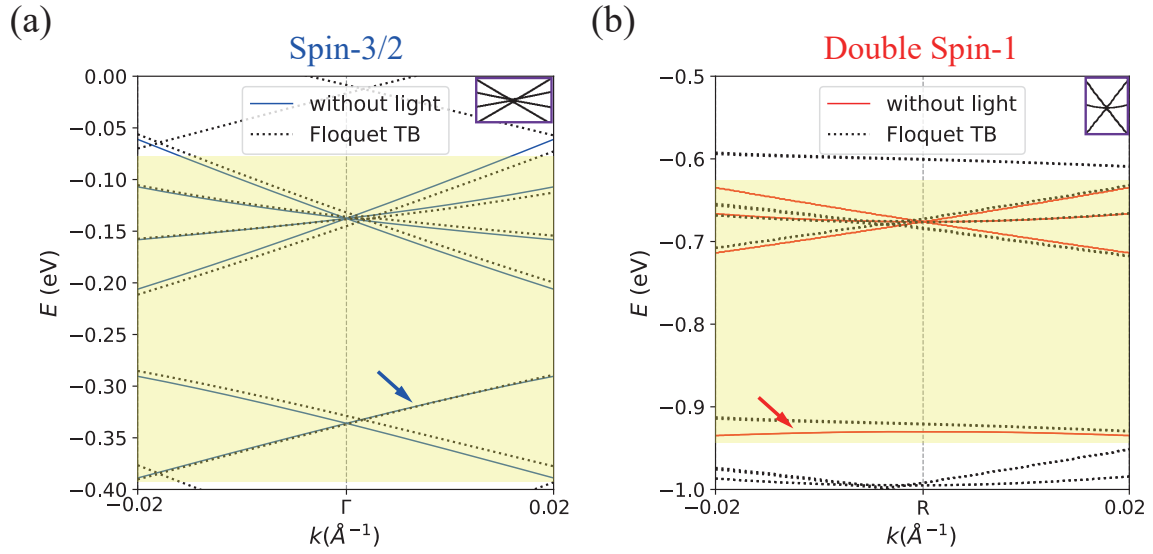 (a)
Spin-3/2
0.00
−0.05
−0.10
−0.15
−0.20
−0.25
−0.30
−0.35
−0.40
E (eV)
without light
Floquet TB
−0.02
Γ
0.02
k(Å⁻¹)
(b)
Double Spin-1
−0.5
−0.6
−0.7
−0.8
−0.9
−1.0
E (eV)
without light
Floquet TB
−0.02
R
0.02
k(Å⁻¹)